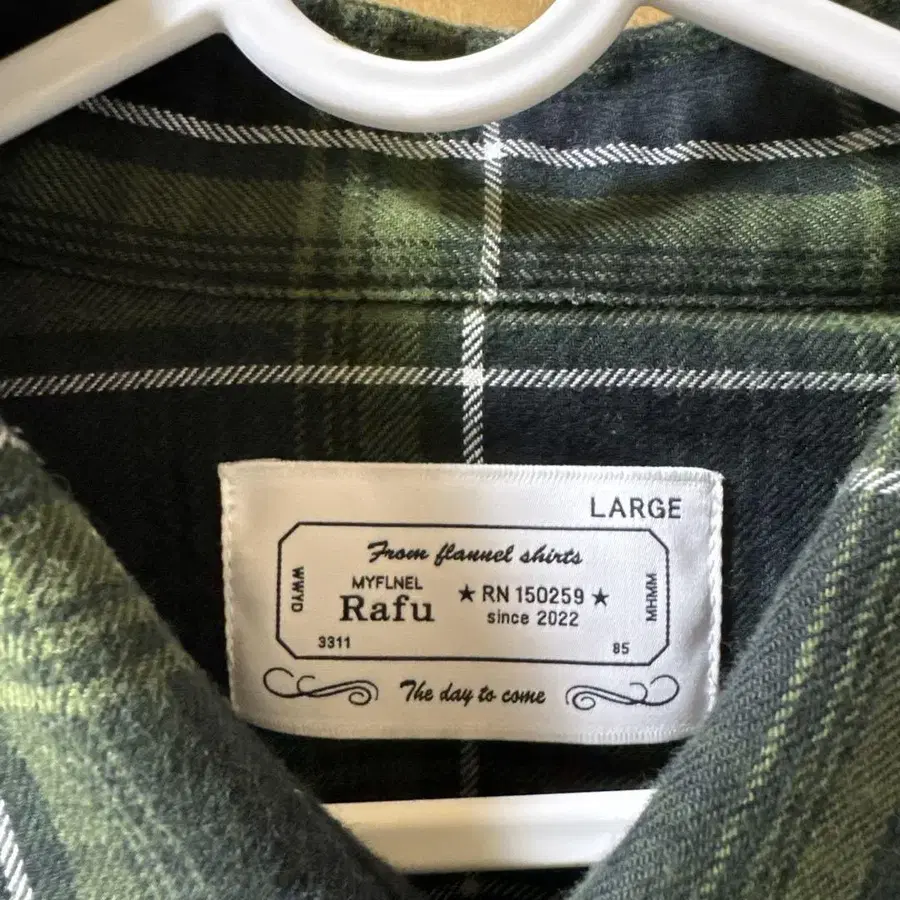 LARGE
From flannel shirts
MYFLNEL
Rafu
★ RN 150259 ★
since 2022
WWYD
MHMM
3311
85
The day to come